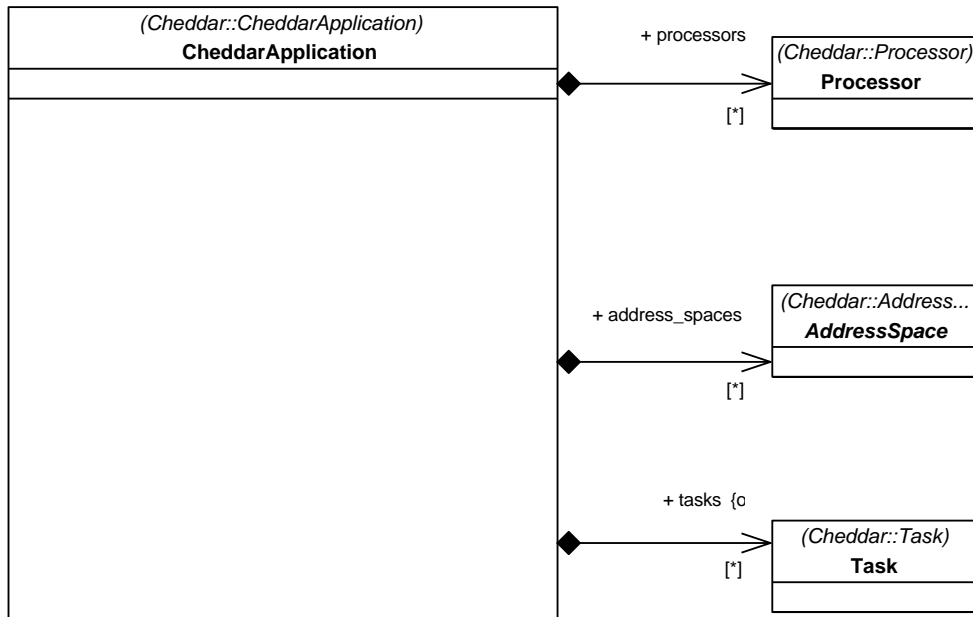 (Cheddar::CheddarApplication)
CheddarApplication
+ processors
[*]
(Cheddar::Processor)
Processor
+ address_spaces
[*]
(Cheddar::Address...
AddressSpace
+ tasks {o
[*]
(Cheddar::Task)
Task